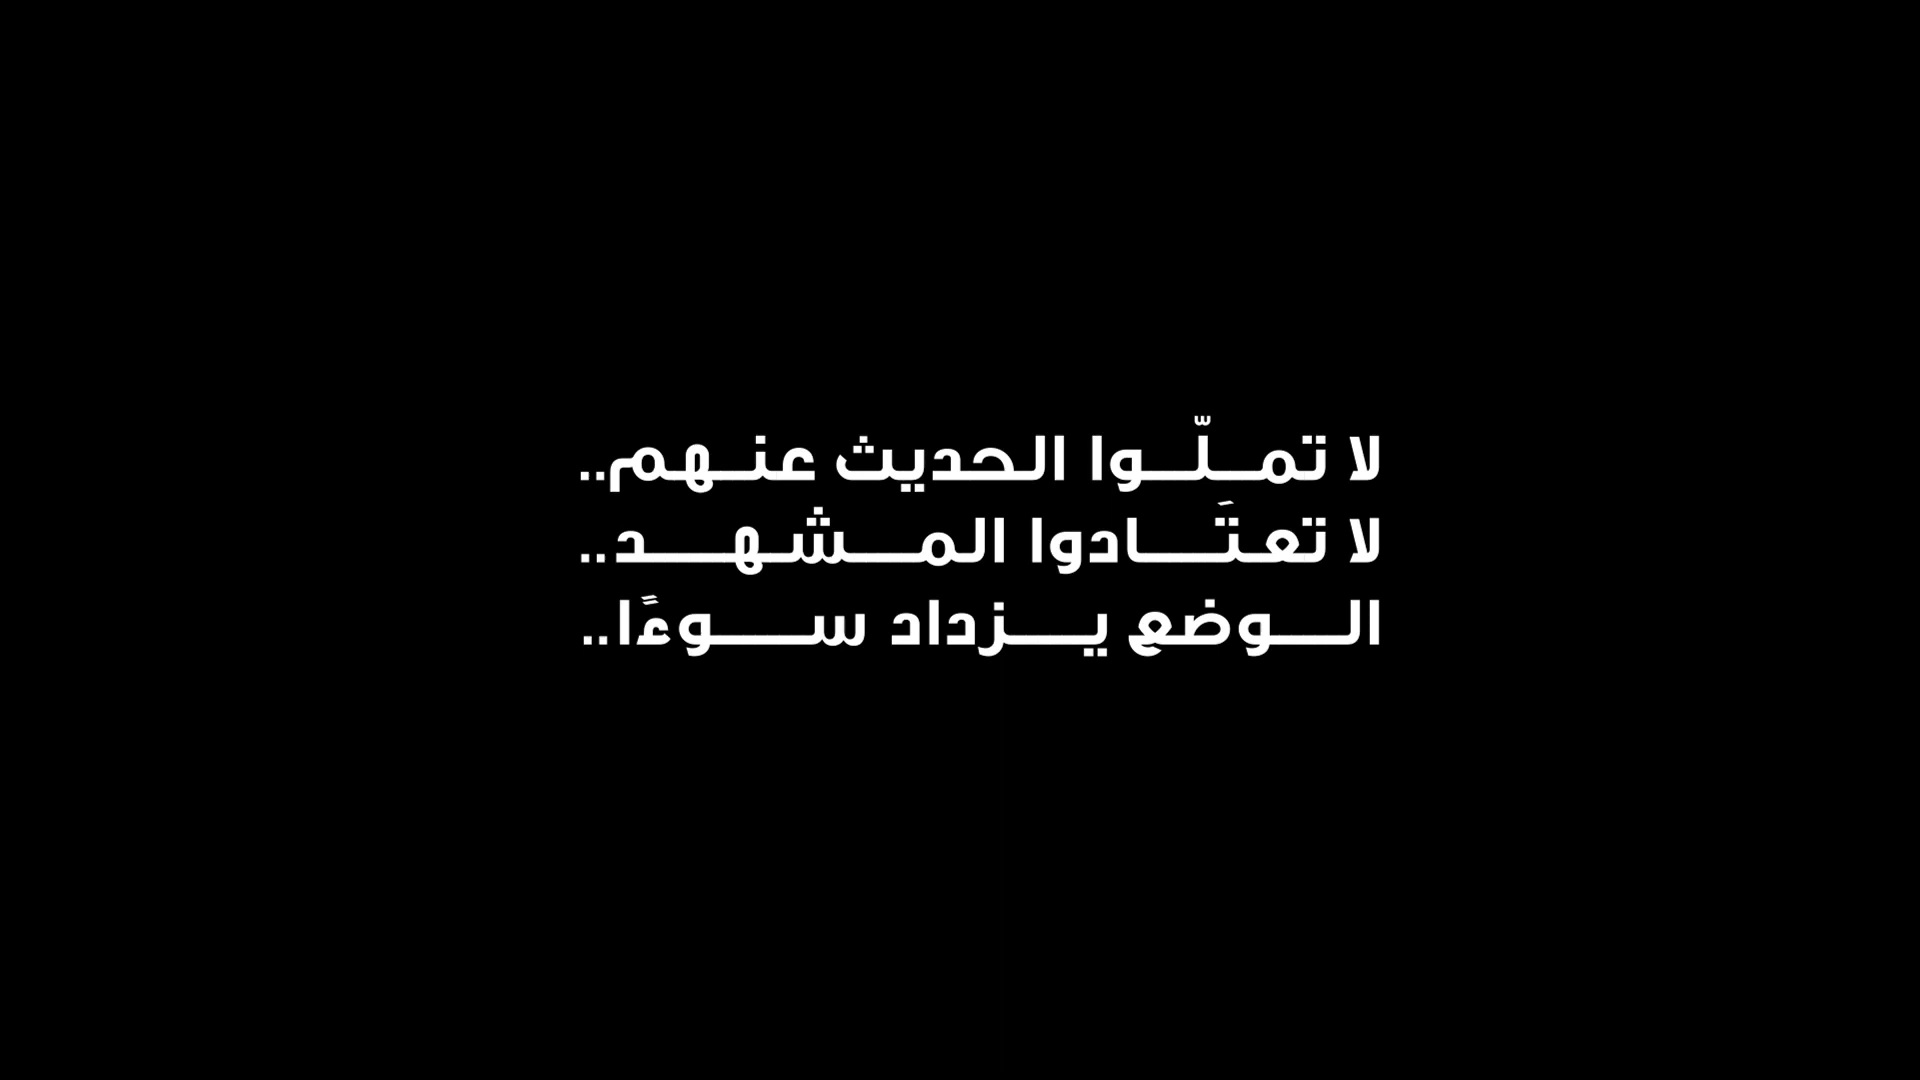 لا تملّوا الحديث عنهم..
لا تعتَادوا المشهد..
الوضع يزداد سوءًا..